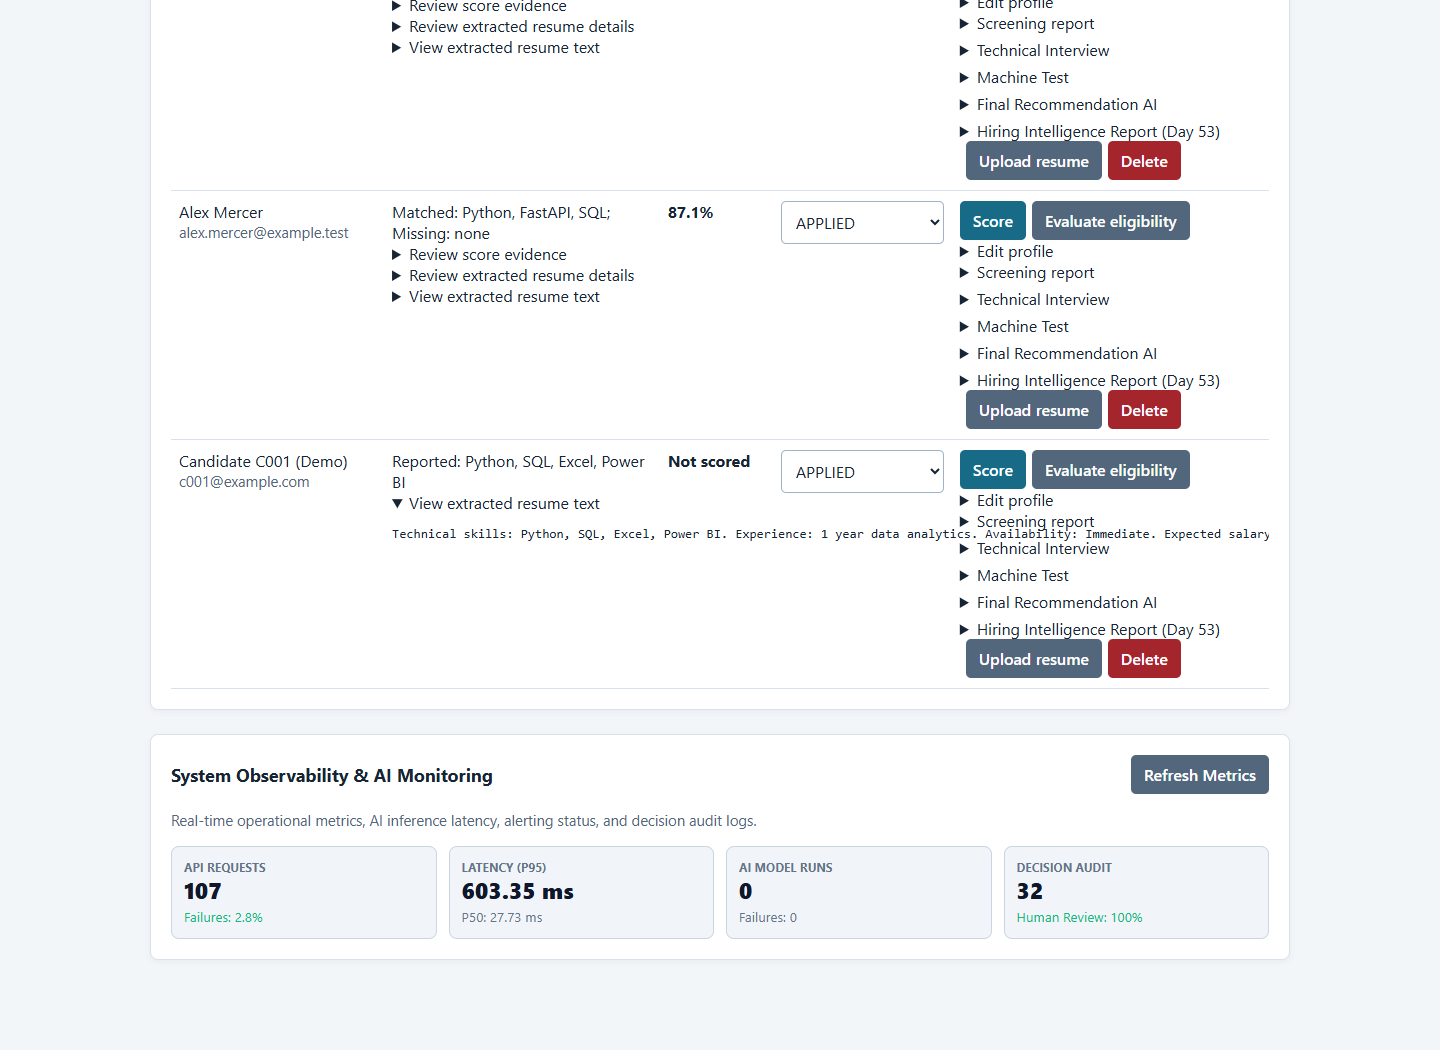 Review score evidence
Review extracted resume details
View extracted resume text
Edit profile
Screening report
Technical Interview
Machine Test
Final Recommendation AI
Hiring Intelligence Report (Day 53)
Upload resume Delete
Alex Mercer
alex.mercer@example.test
Matched: Python, FastAPI, SQL;
Missing: none
Review score evidence
Review extracted resume details
View extracted resume text
87.1%
APPLIED
Score Evaluate eligibility
Edit profile
Screening report
Technical Interview
Machine Test
Final Recommendation AI
Hiring Intelligence Report (Day 53)
Upload resume Delete
Candidate C001 (Demo)
c001@example.com
Reported: Python, SQL, Excel, Power
BI
View extracted resume text
Technical skills: Python, SQL, Excel, Power BI. Experience: 1 year data analytics. Availability: Immediate. Expected salary
Not scored
APPLIED
Score Evaluate eligibility
Edit profile
Screening report
Technical Interview
Machine Test
Final Recommendation AI
Hiring Intelligence Report (Day 53)
Upload resume Delete
System Observability & AI Monitoring
Refresh Metrics
Real-time operational metrics, AI inference latency, alerting status, and decision audit logs.
API REQUESTS
107
Failures: 2.8%
LATENCY (P95)
603.35 ms
P50: 27.73 ms
AI MODEL RUNS
0
Failures: 0
DECISION AUDIT
32
Human Review: 100%